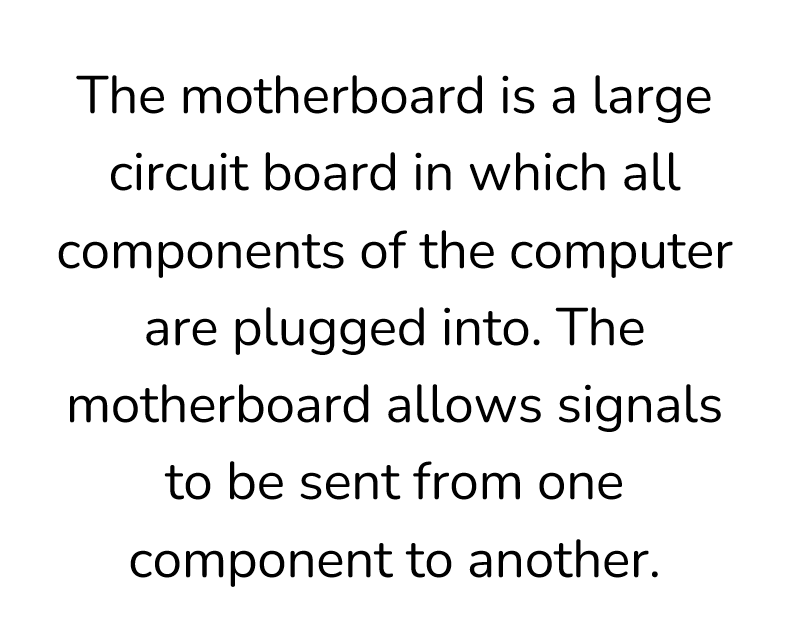 The motherboard is a large
circuit board in which all
components of the computer
are plugged into. The
motherboard allows signals
to be sent from one
component to another.